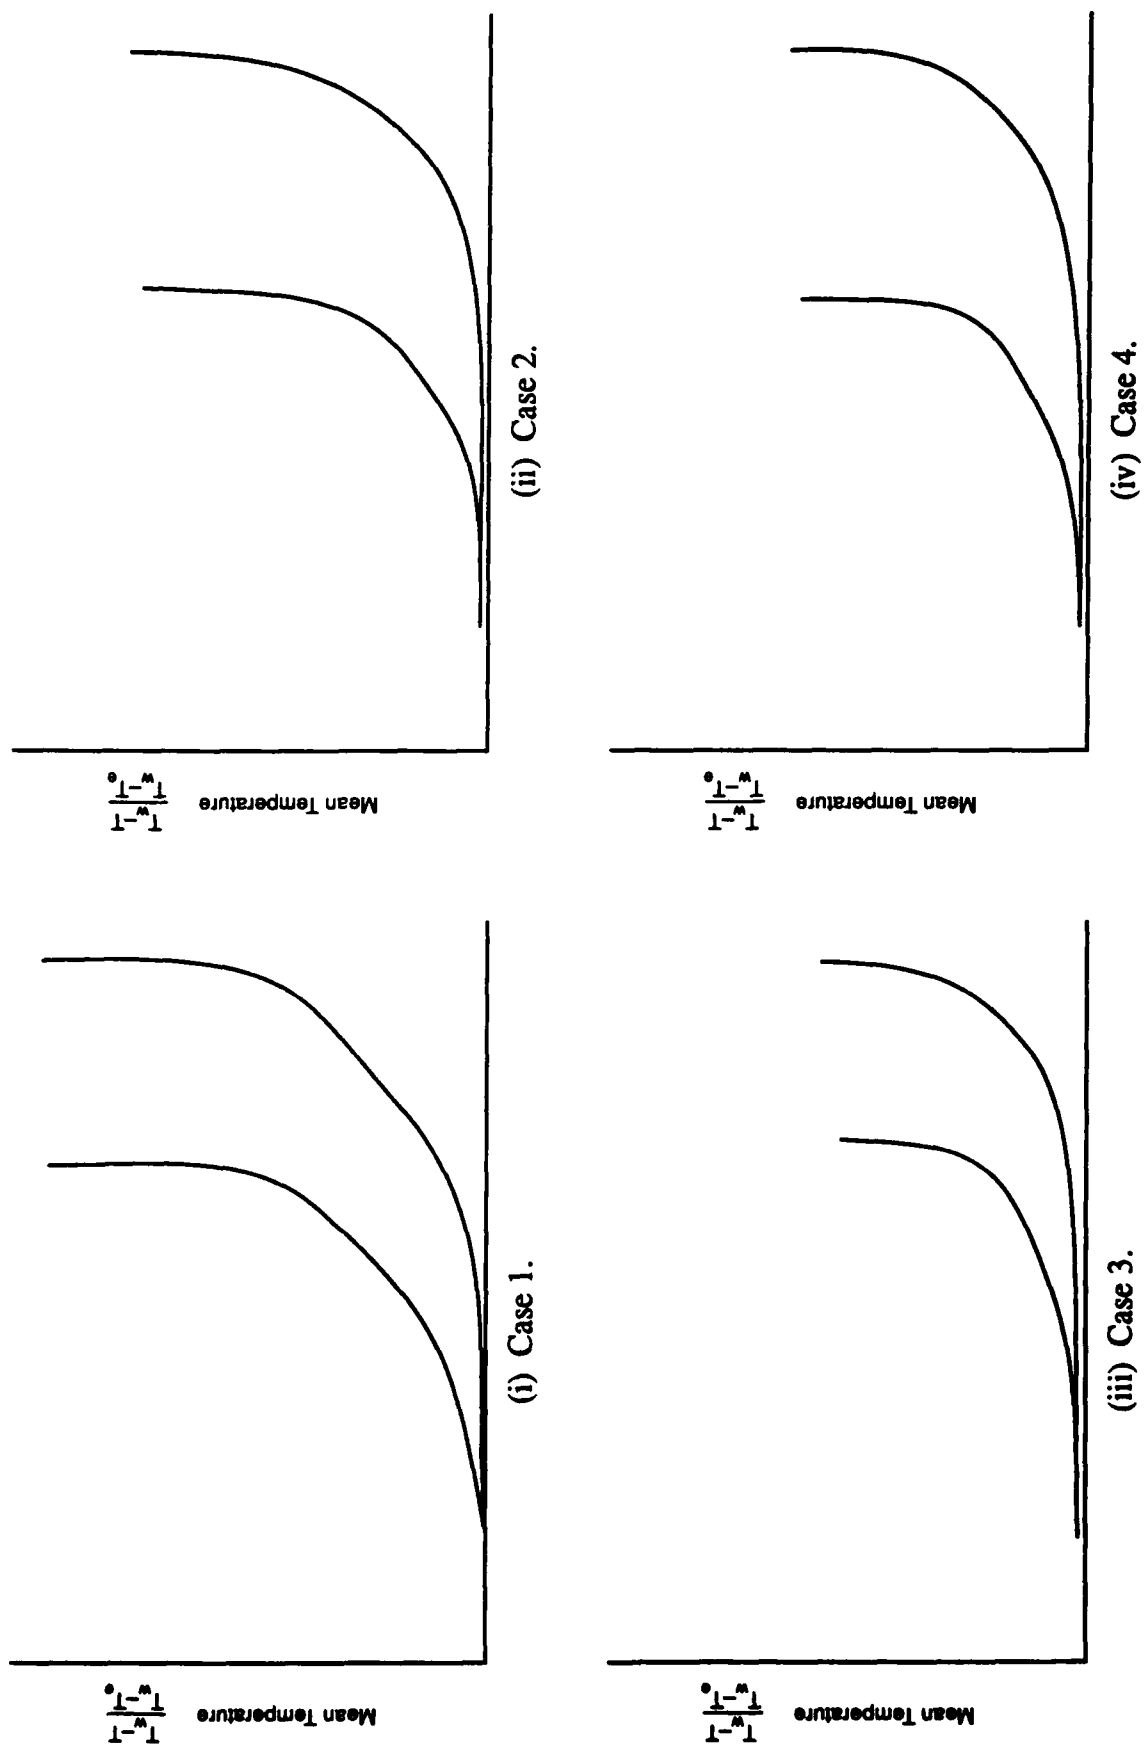 Mean Temperature
T_w-T
T_w-T_e
(i) Case 1.
Mean Temperature
T_w-T
T_w-T_e
(ii) Case 2.
Mean Temperature
T_w-T
T_w-T_e
(iii) Case 3.
Mean Temperature
T_w-T
T_w-T_e
(iv) Case 4.